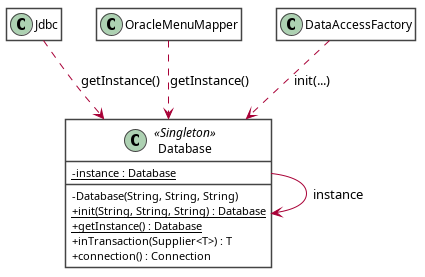 C Jdbc
C OracleMenuMapper
C DataAccessFactory
getInstance()
getInstance()
init(...)
C «Singleton»
Database
-instance : Database
-Database(String, String, String)
+init(String, String, String) : Database
+getInstance() : Database
+inTransaction(Supplier<T>) : T
+connection() : Connection
instance